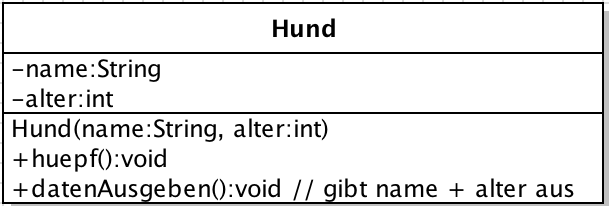 Hund
-name:String
-alter:int
Hund(name:String, alter:int)
+huepf():void
+datenAusgeben():void // gibt name + alter aus